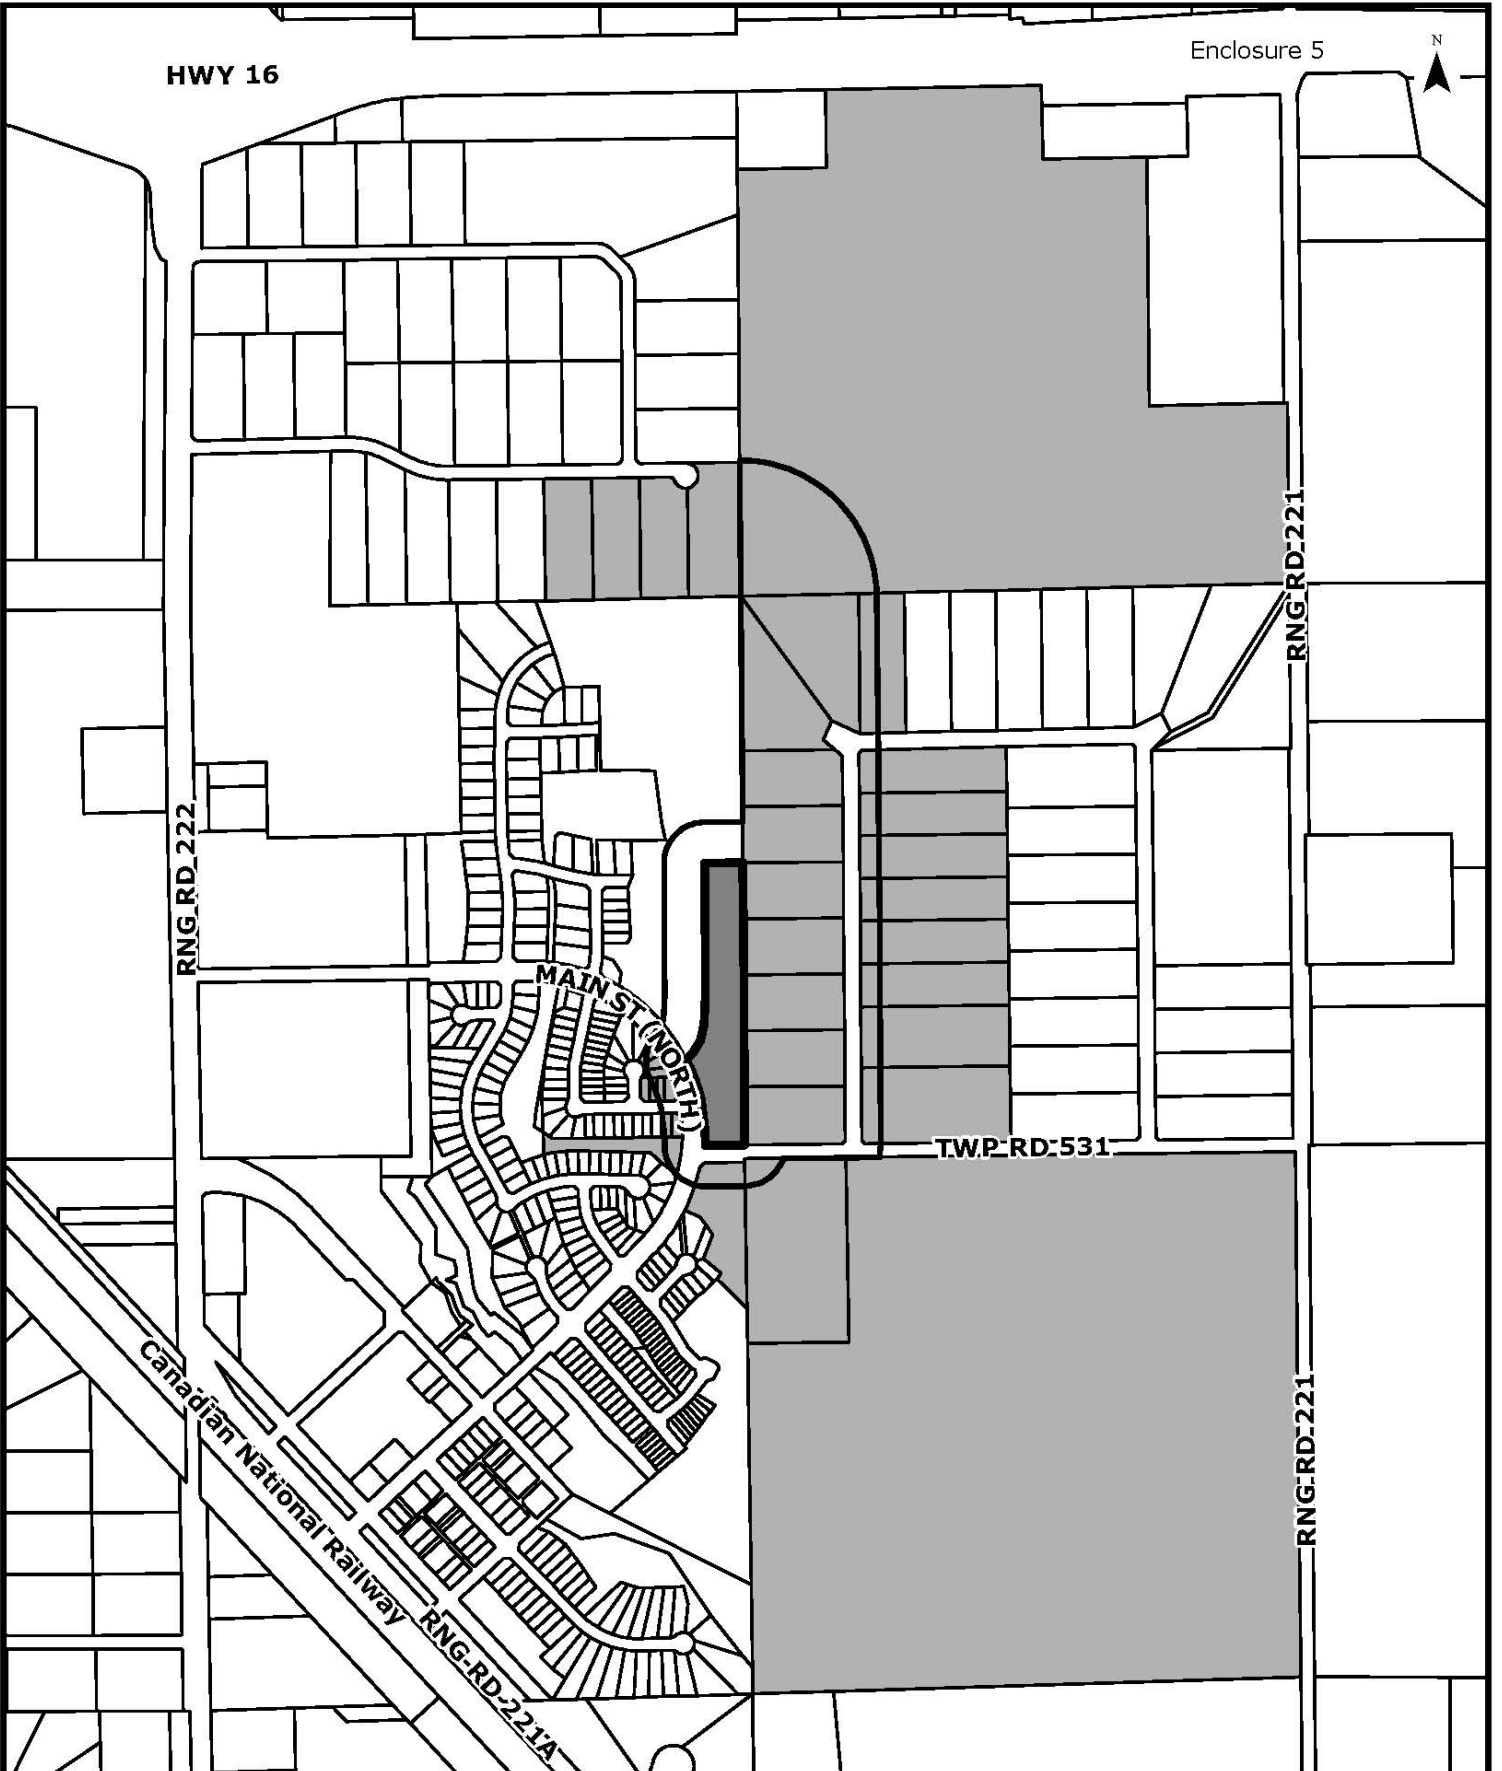 Enclosure 5
N
HWY 16
RNG RD 221
RNG RD 222
MAIN ST (NORTH)
TWP RD 531
Canadian National Railway
RNG RD 221
RNG RD 221A